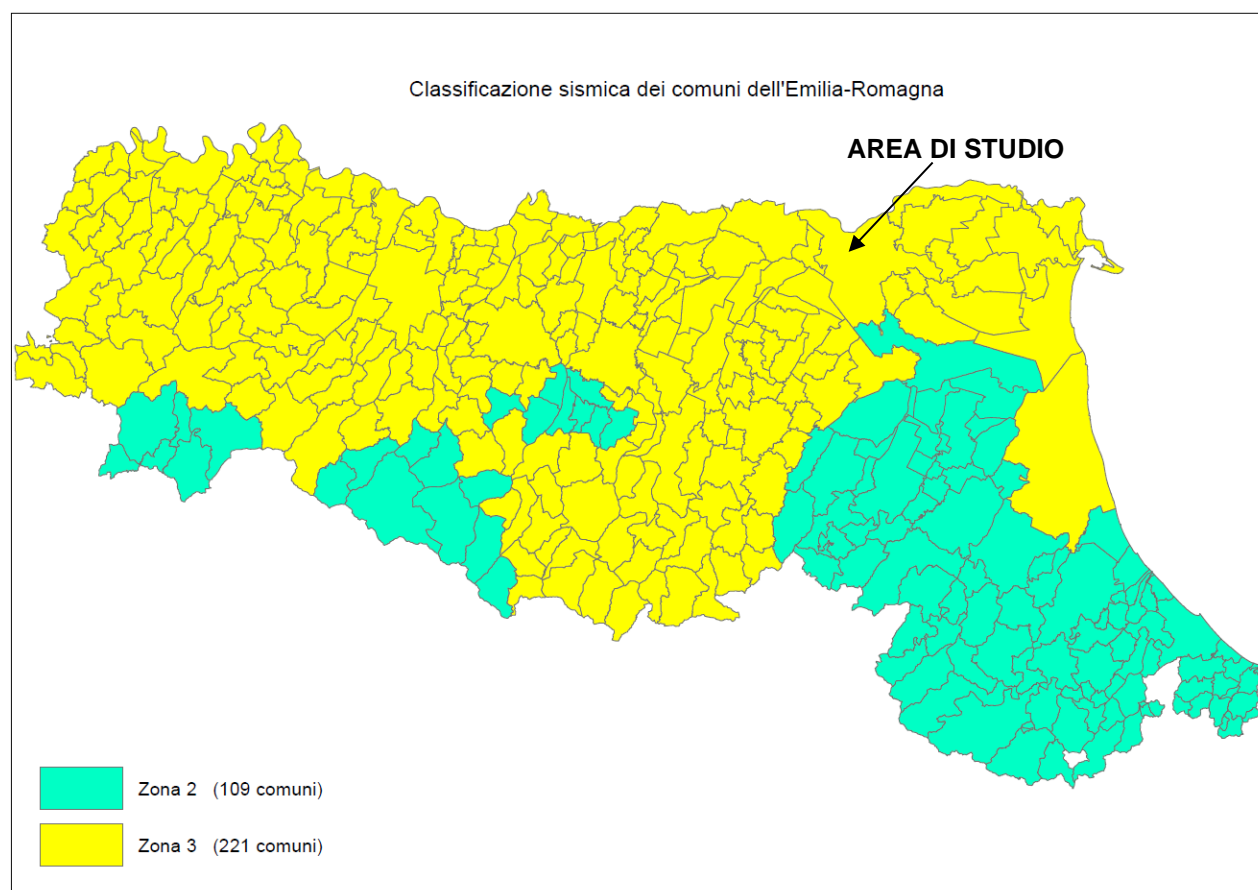 Classificazione sismica dei comuni dell'Emilia-Romagna
AREA DI STUDIO
Zona 2 (109 comuni)
Zona 3 (221 comuni)